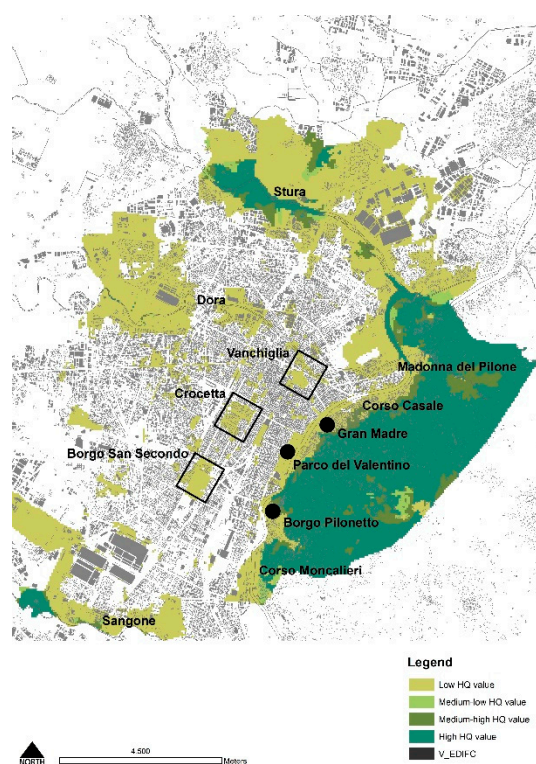 Stura
Dora
Vanchiglia
Madonna del Pilone
Crocetta
Corso Casale
Gran Madre
Borgo San Secondo
Parco del Valentino
Borgo Pilonetto
Corso Moncalieri
Sangone
Legend
Low HQ value
Medium-low HQ value
Medium-high HQ value
High HQ value
V_EDIFC
4.500
NORTH
Meters